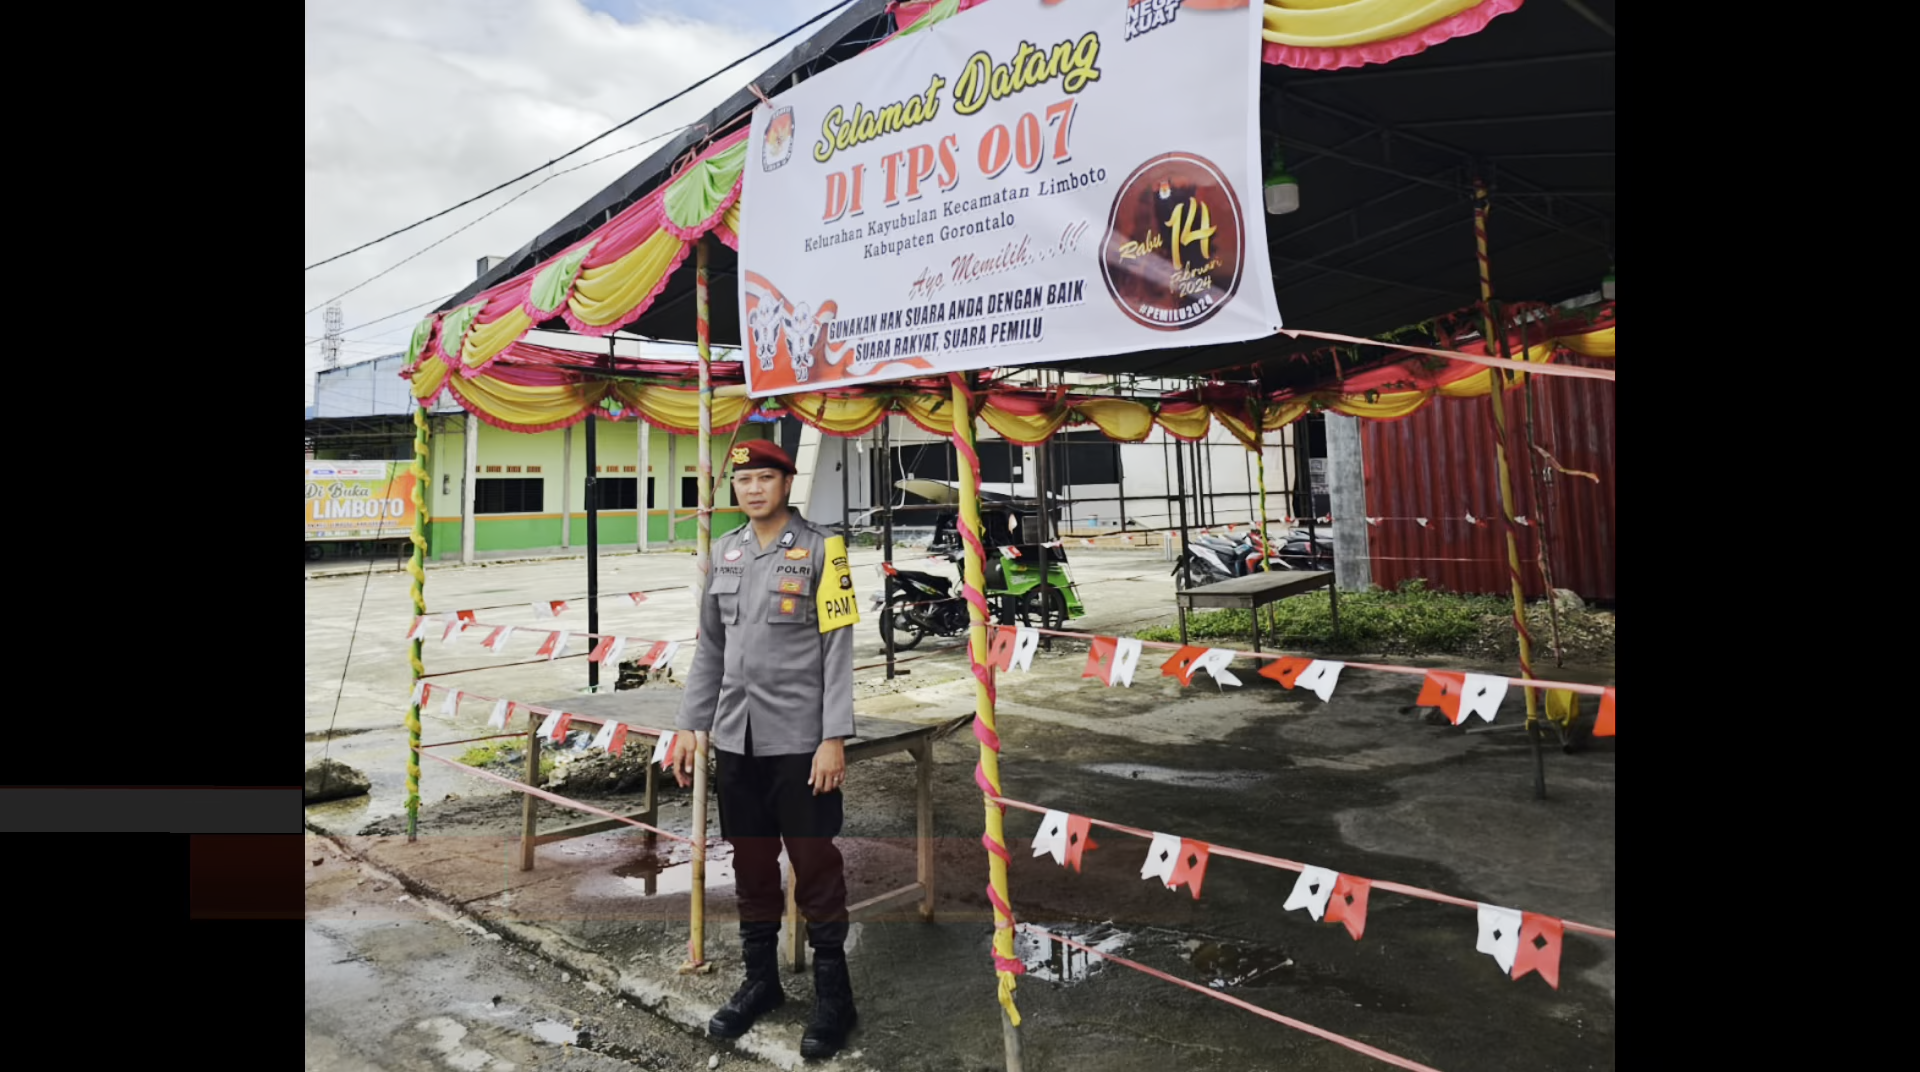 NEGARA
KUAT
Selamat Datang
DI TPS 007
Kelurahan Kayubulan Kecamatan Limboto
Kabupaten Gorontalo
Ayo Memilih...!!!
GUNAKAN HAK SUARA ANDA DENGAN BAIK
SUARA RAKYAT, SUARA PEMILU
Rabu 14
Februari
2024
#PEMILU2024
Di Buka
LIMBOTO
POLRI
PAM T